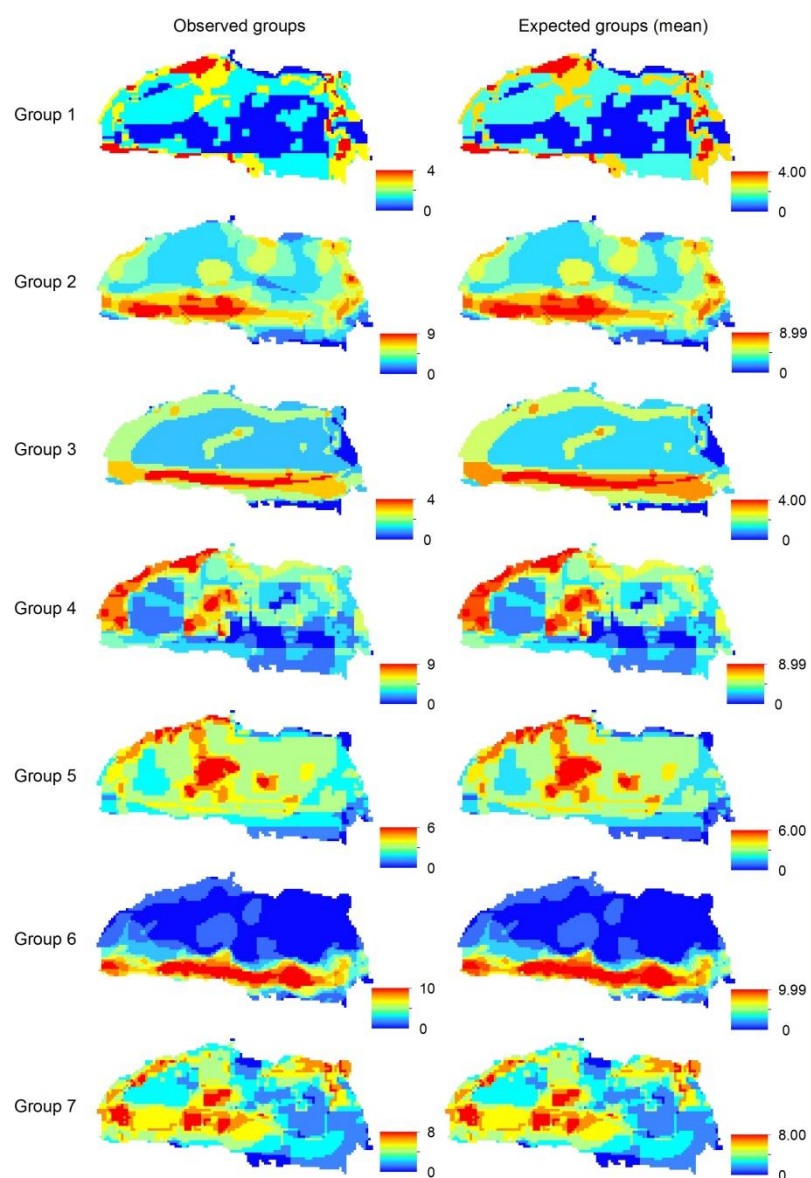 Observed groups Expected groups (mean)
Group 1
4 4.00
0 0
Group 2
9 8.99
0 0
Group 3
4 4.00
0 0
Group 4
9 8.99
0 0
Group 5
6 6.00
0 0
Group 6
10 9.99
0 0
Group 7
8 8.00
0 0